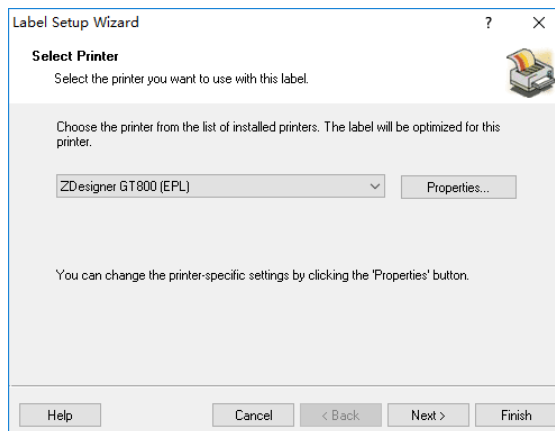 Label Setup Wizard
Select Printer
Select the printer you want to use with this label.
Choose the printer from the list of installed printers. The label will be optimized for this
printer.
ZDesigner GT800 (EPL)
Properties...
You can change the printer-specific settings by clicking the 'Properties' button.
Help
Cancel
< Back
Next >
Finish